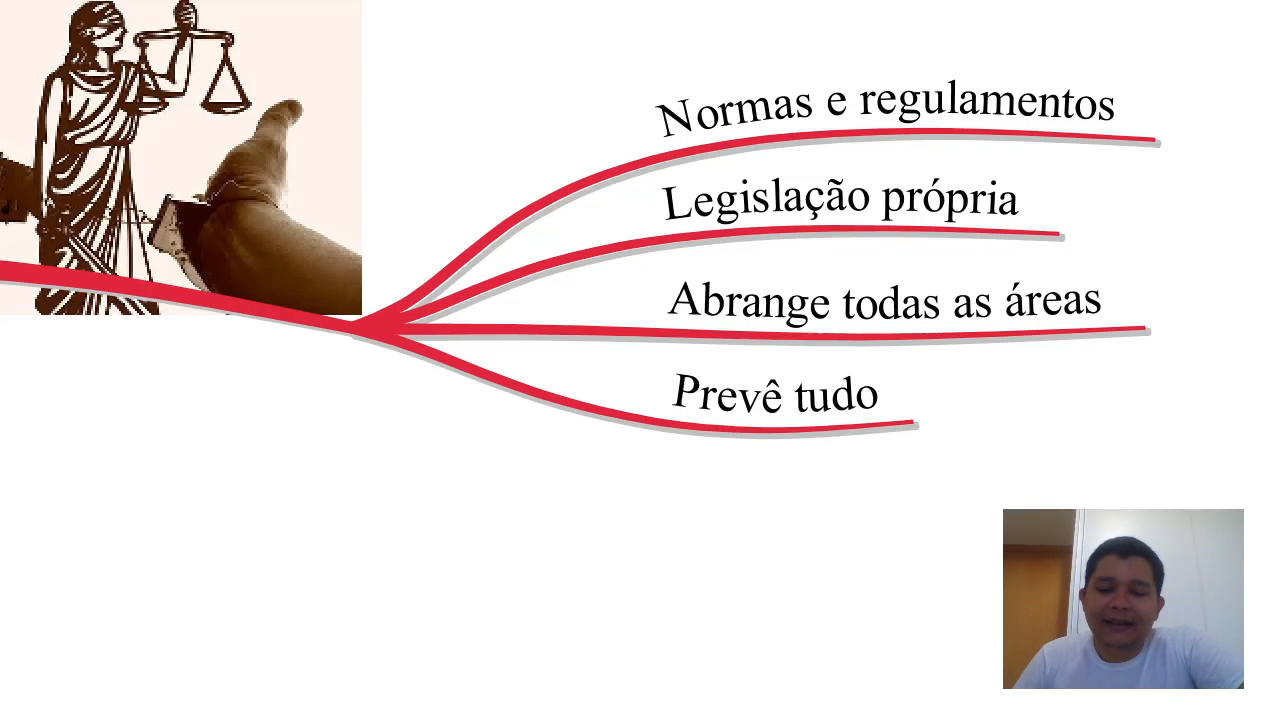 Normas e regulamentos
Legislação própria
Abrange todas as áreas
Prevê tudo